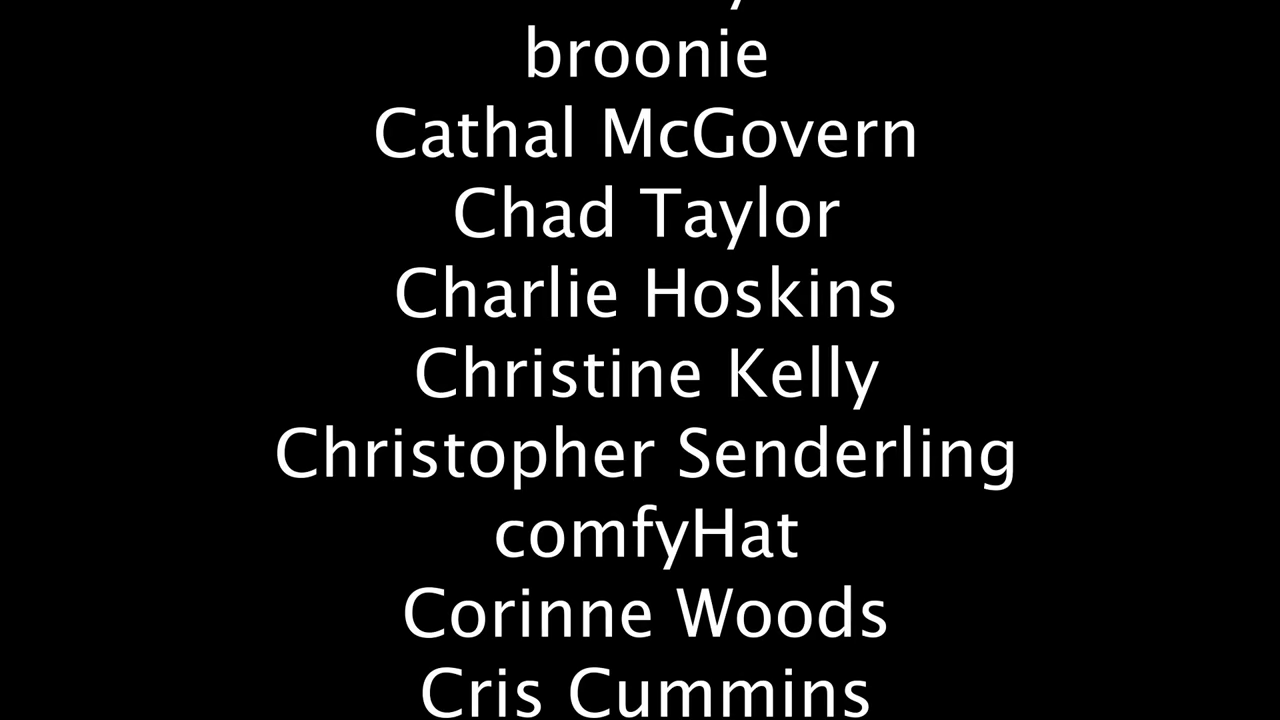 broonie
Cathal McGovern
Chad Taylor
Charlie Hoskins
Christine Kelly
Christopher Senderling
comfyHat
Corinne Woods
Cris Cummins